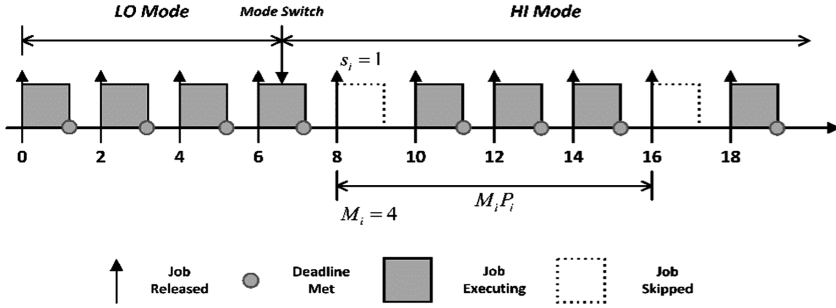 LO Mode Mode Switch HI Mode
s_i = 1
0 2 4 6 8 10 12 14 16 18
M_i P_i
M_i = 4
Job Released Deadline Met Job Executing Job Skipped